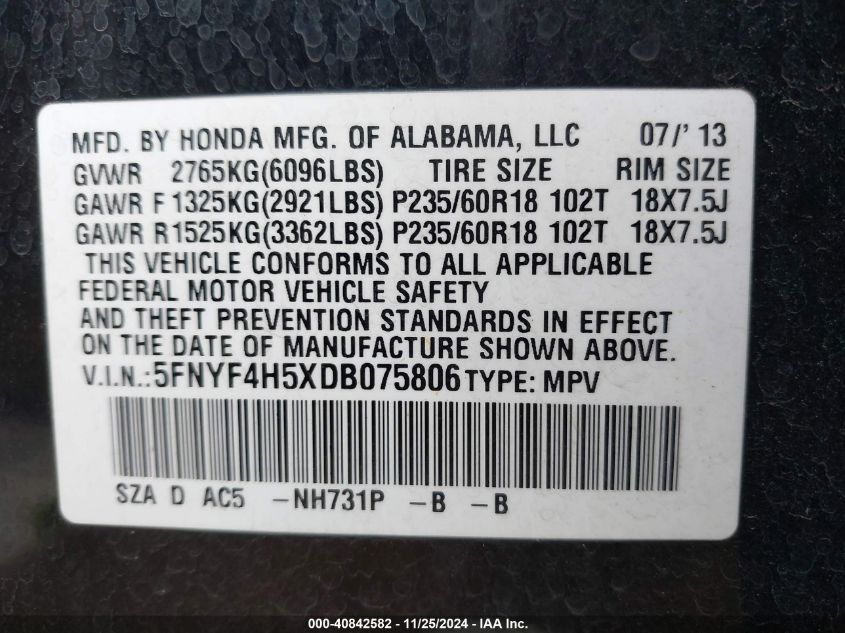 MFD. BY HONDA MFG. OF ALABAMA, LLC 07/'13
GVWR 2765KG(6096LBS) TIRE SIZE RIM SIZE
GAWR F 1325KG(2921LBS) P235/60R18 102T 18X7.5J
GAWR R1525KG(3362LBS) P235/60R18 102T 18X7.5J
THIS VEHICLE CONFORMS TO ALL APPLICABLE
FEDERAL MOTOR VEHICLE SAFETY
AND THEFT PREVENTION STANDARDS IN EFFECT
ON THE DATE OF MANUFACTURE SHOWN ABOVE.
V.I.N.:5FNYF4H5XDB075806 TYPE: MPV
SZA D AC5 -NH731P -B -B
000-40842582 - 11/25/2024 - IAA Inc.